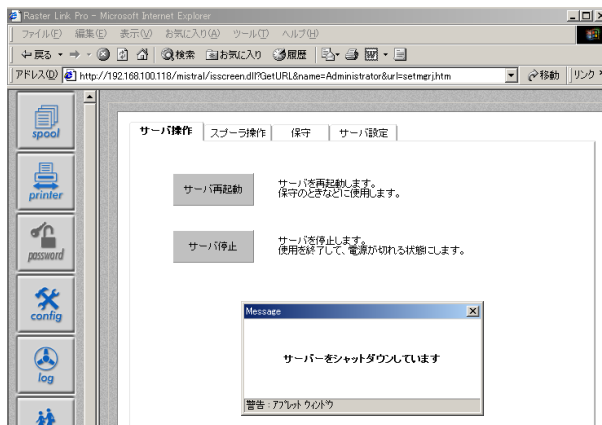 Raster Link Pro - Microsoft Internet Explorer
ファイル(F) 編集(E) 表示(V) お気に入り(A) ツール(T) ヘルプ(H)
戻る 検索 お気に入り 履歴
アドレス(D) http://192.168.100.118/mistral/isscreen.dll?GetURL&name=Administrator&url=setmgrj.htm 移動 リンク
spool
printer
password
config
log
サーバ操作 スプーラ操作 保守 サーバ設定
サーバ再起動 サーバを再起動します。
保守のときなどに使用します。
サーバ停止 サーバを停止します。
使用を終了して、電源が切れる状態にします。
Message
サーバーをシャットダウンしています
警告 : アプレット ウィンドウ